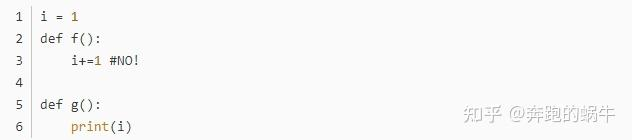 1 i = 1
2 def f():
3     i+=1 #NO!
4
5 def g():
6     print(i)
知乎 @奔跑的蜗牛